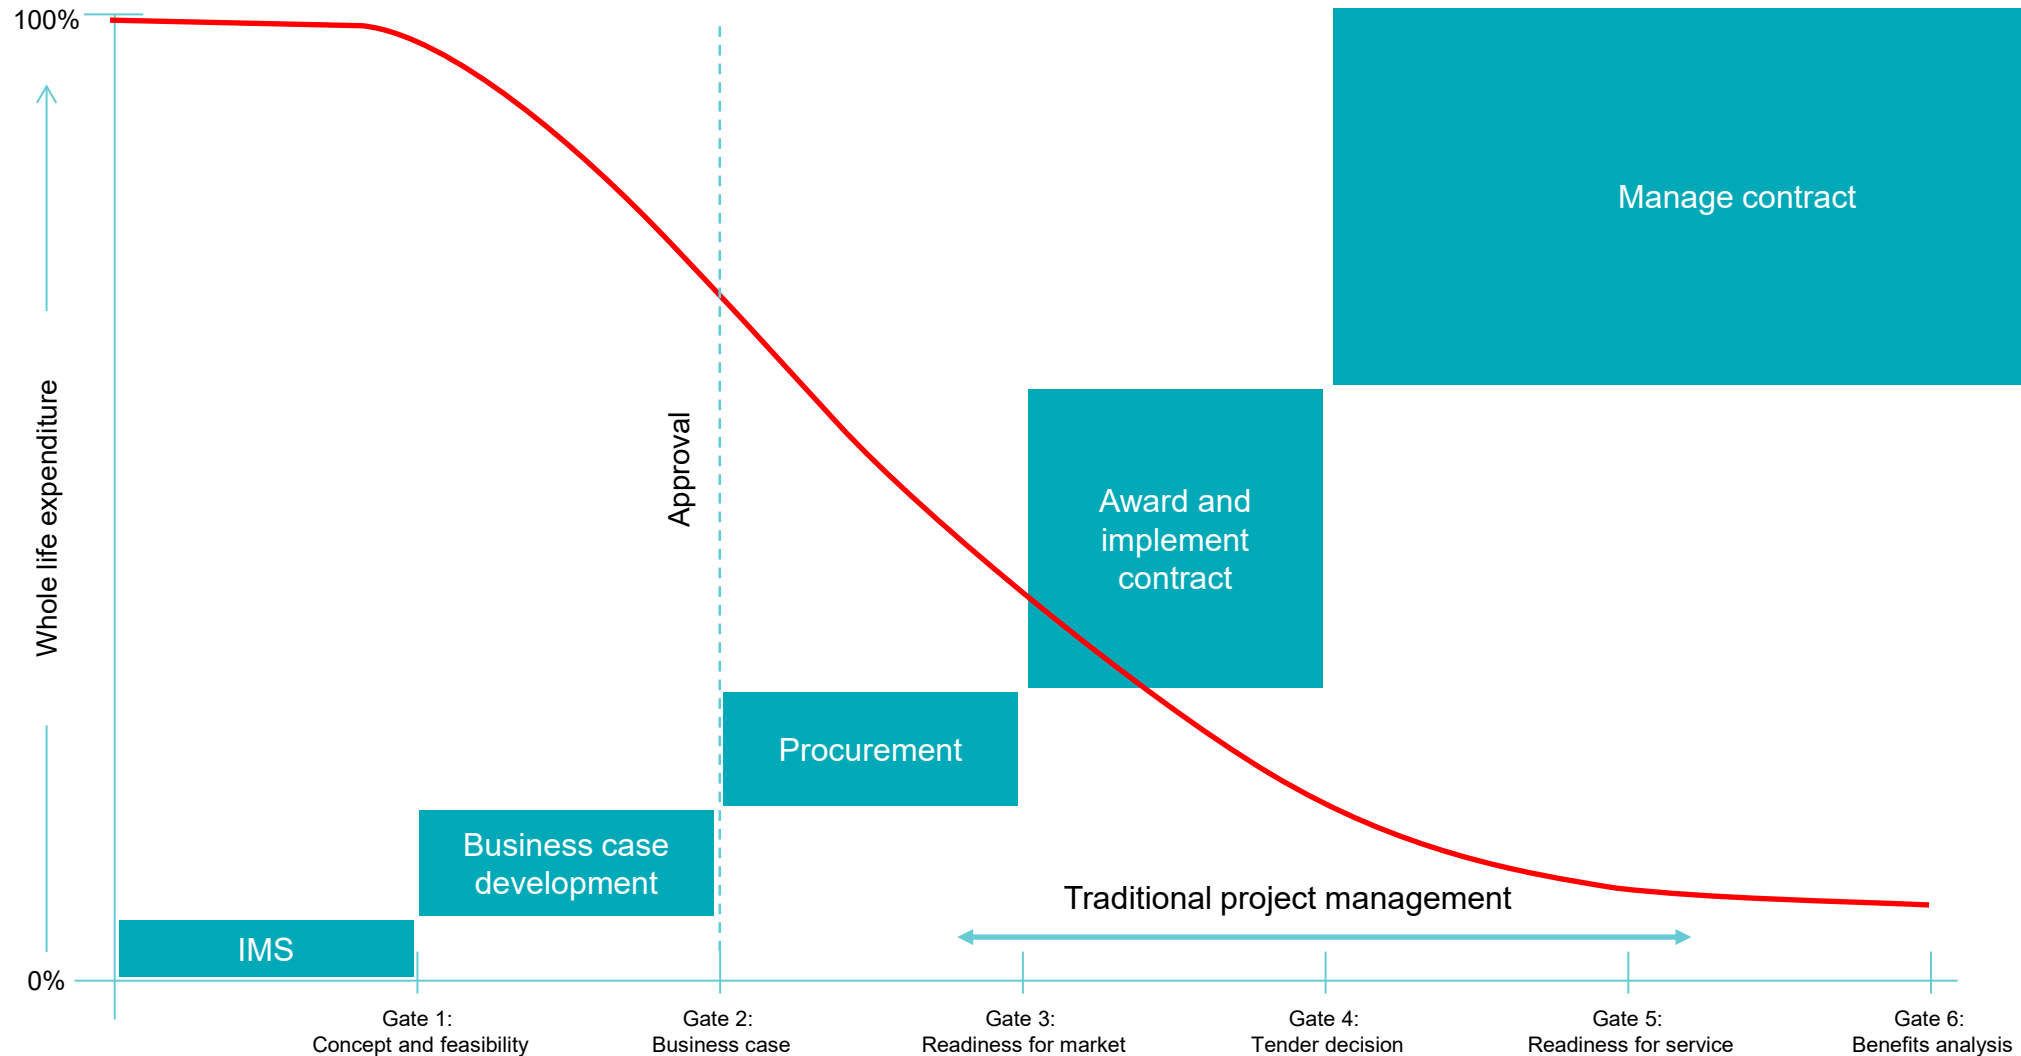 100%
Manage contract
Whole life expenditure
Approval
Award and
implement
contract
Procurement
Business case
development
Traditional project management
IMS
0%
Gate 1:
Concept and feasibility
Gate 2:
Business case
Gate 3:
Readiness for market
Gate 4:
Tender decision
Gate 5:
Readiness for service
Gate 6:
Benefits analysis